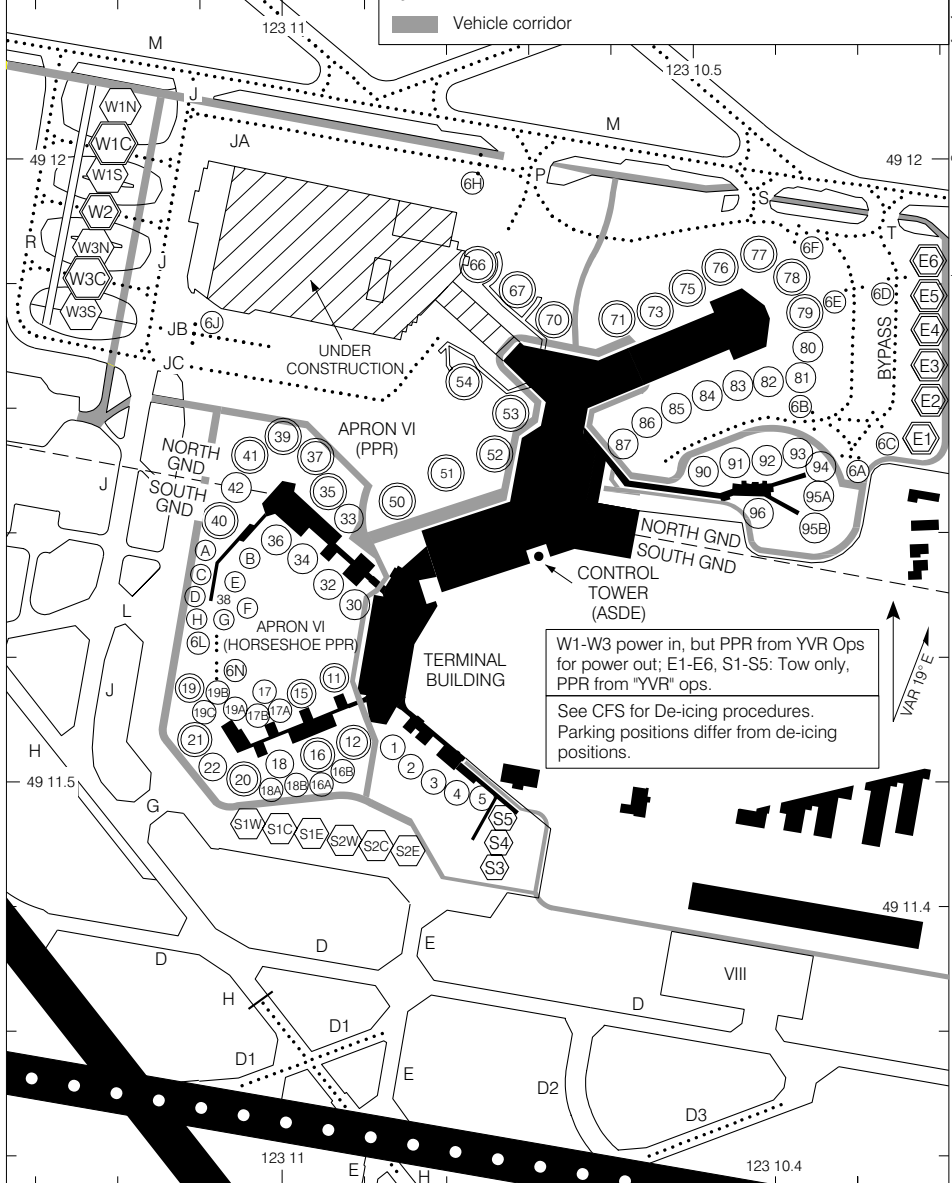 Vehicle corridor
123 11
M
123 10.5
M
J
JA
P
S
T
W1N
W1C
49 12
W1S
W2
R
W3N
W3C
W3S
J
6H
49 12
66
67
70
71
73
75
76
77
6F
78
6E
79
80
81
6B
82
83
84
85
86
87
6D
BYPASS
E6
E5
E4
E3
E2
E1
6C
6A
6J
JB
JC
UNDER
CONSTRUCTION
54
53
52
51
50
APRON VI
(PPR)
NORTH
GND
SOUTH
GND
39
41
37
42
35
40
33
90
91
92
93
94
95A
95B
96
NORTH GND
SOUTH GND
J
A
B
C
E
D
38
F
H
G
6L
36
34
32
30
L
APRON VI
(HORSESHOE PPR)
CONTROL
TOWER
(ASDE)
TERMINAL
BUILDING
W1-W3 power in, but PPR from YVR Ops
for power out; E1-E6, S1-S5: Tow only,
PPR from "YVR" ops.
See CFS for De-icing procedures.
Parking positions differ from de-icing
positions.
VAR 19° E
J
6N
19
19B
19C
19A
17
17B
17A
15
11
21
22
20
18
18A
18B
16
16A
16B
12
1
2
3
4
5
S5
S4
S3
H
49 11.5
G
S1W
S1C
S1E
S2W
S2C
S2E
49 11.4
D
D
E
D
VIII
H
D1
D1
E
D2
D3
123 11
E
H
123 10.4